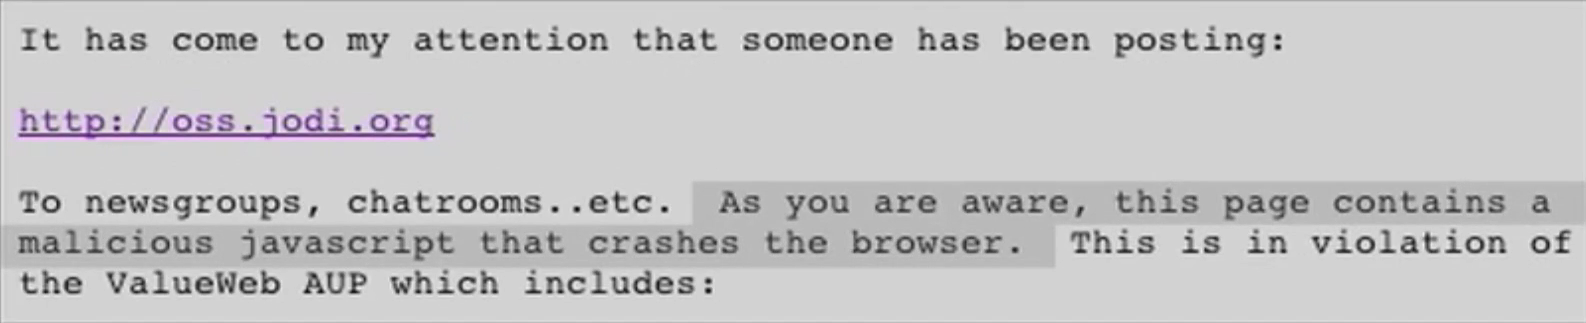 It has come to my attention that someone has been posting:
http://oss.jodi.org
To newsgroups, chatrooms..etc.  As you are aware, this page contains a
malicious javascript that crashes the browser.  This is in violation of
the ValueWeb AUP which includes: